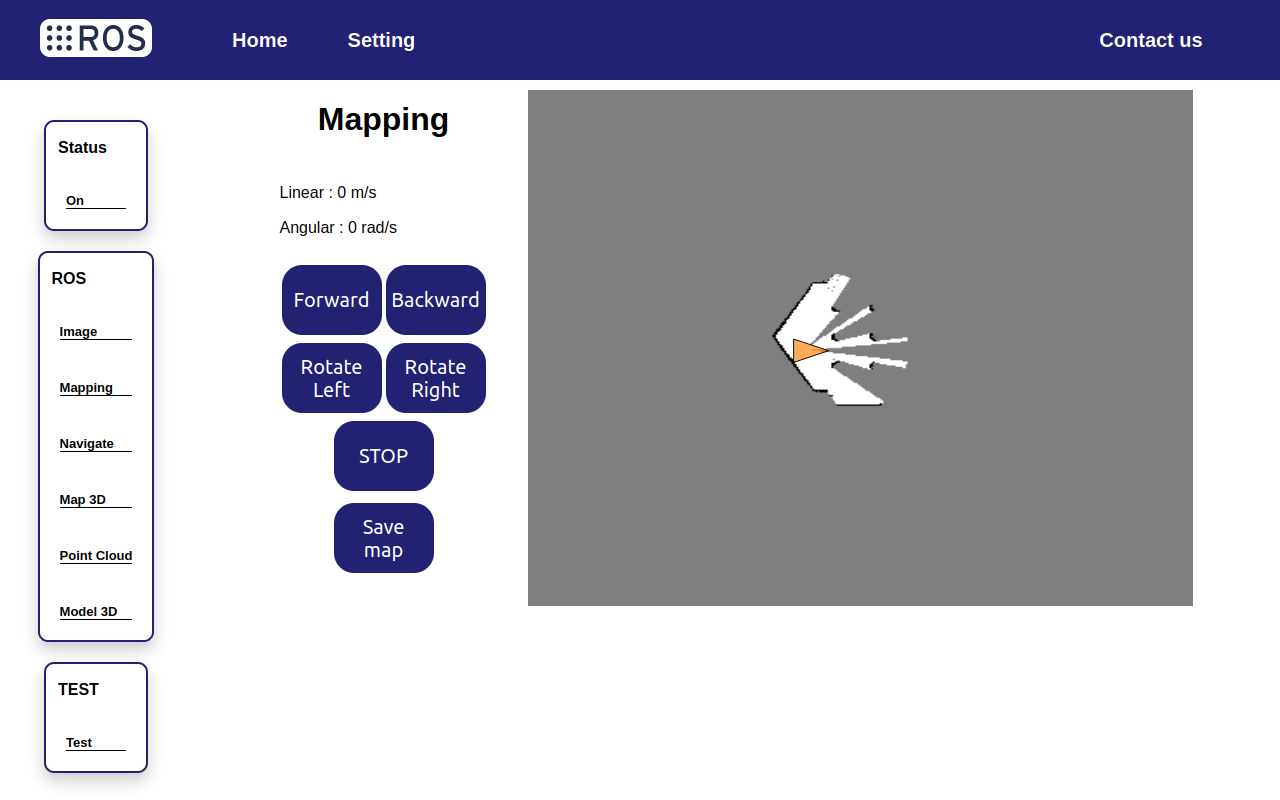 ROS
Home
Setting
Contact us
Status
On
ROS
Image
Mapping
Navigate
Map 3D
Point Cloud
Model 3D
TEST
Test
Mapping
Linear : 0 m/s
Angular : 0 rad/s
Forward
Backward
Rotate
Left
Rotate
Right
STOP
Save
map